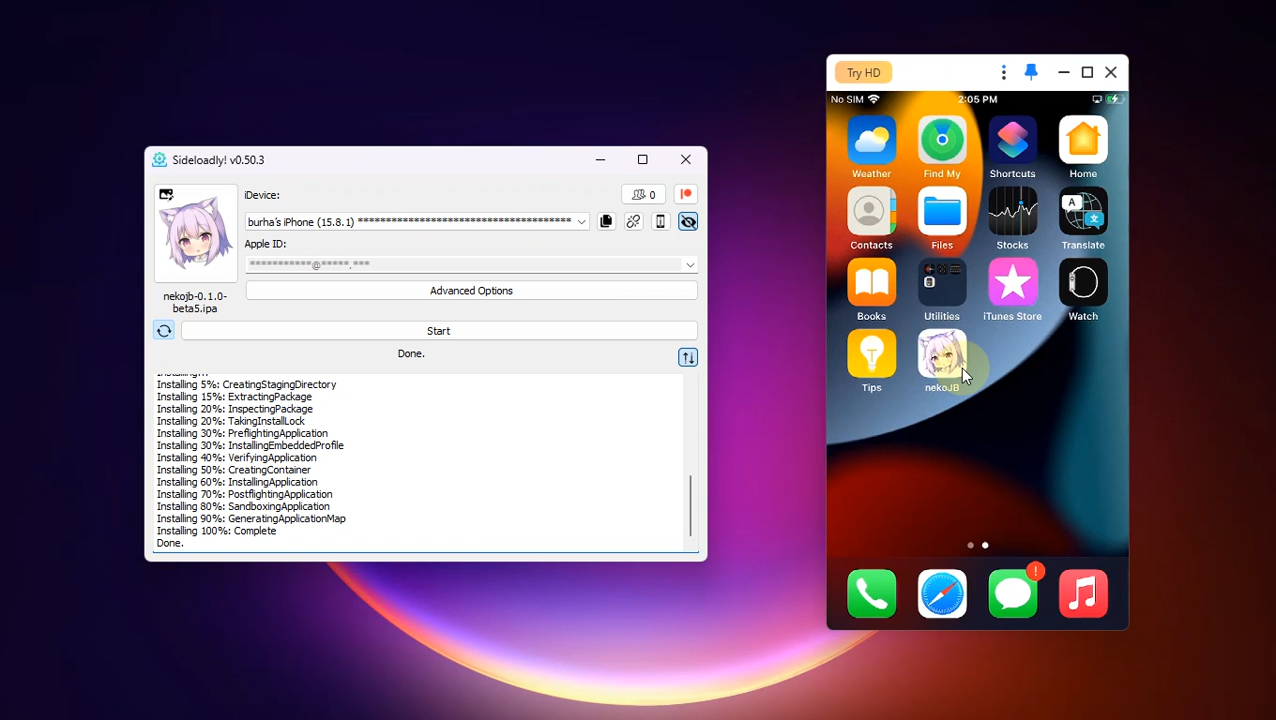 Sideloadly! v0.50.3
iDevice:
0
burha's iPhone (15.8.1) ************************************
Apple ID:
***********@*****.***
nekojb-0.1.0-
beta5.ipa
Advanced Options
Start
Done.
Installing 5%: CreatingStagingDirectory
Installing 15%: ExtractingPackage
Installing 20%: InspectingPackage
Installing 20%: TakingInstallLock
Installing 30%: PreflightingApplication
Installing 30%: InstallingEmbeddedProfile
Installing 40%: VerifyingApplication
Installing 50%: CreatingContainer
Installing 60%: InstallingApplication
Installing 70%: PostflightingApplication
Installing 80%: SandboxingApplication
Installing 90%: GeneratingApplicationMap
Installing 100%: Complete
Done.
Try HD
No SIM 2:05 PM
Weather Find My Shortcuts Home
Contacts Files Stocks Translate
Books Utilities iTunes Store Watch
Tips nekoJB